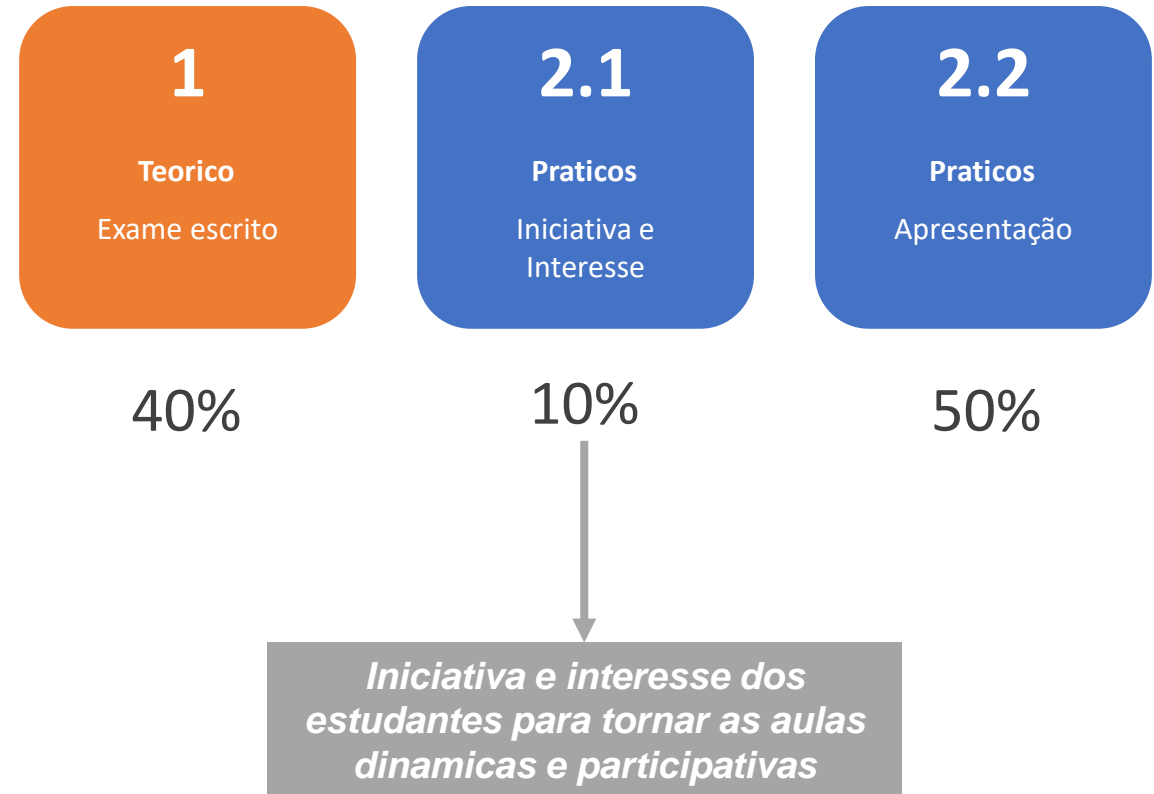 1
Teorico
Exame escrito
2.1
Praticos
Iniciativa e
Interesse
2.2
Praticos
Apresentação
40%
10%
50%
Iniciativa e interesse dos
estudantes para tornar as aulas
dinamicas e participativas